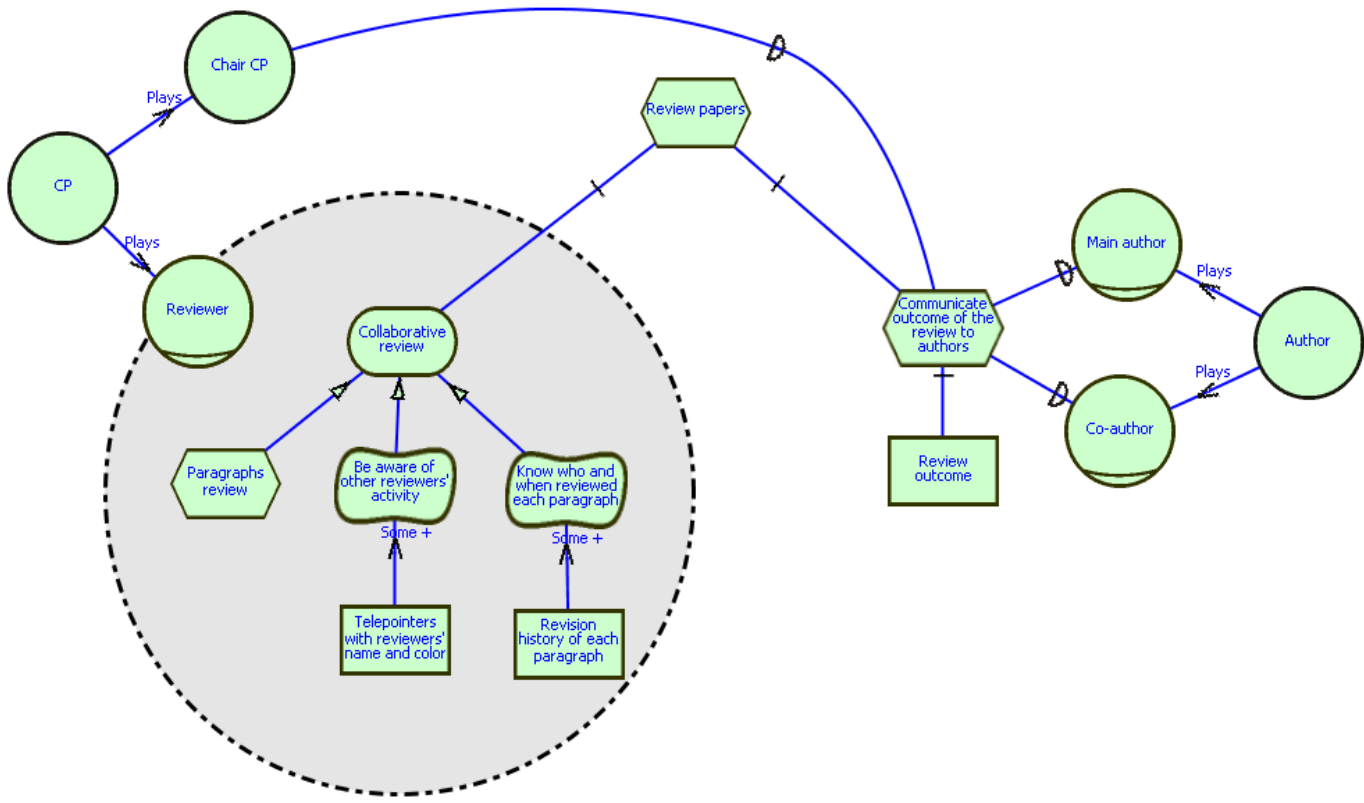 Chair CP
Plays
CP
Plays
Reviewer
Review papers
Collaborative
review
Paragraphs
review
Be aware of
other reviewers'
activity
Know who and
when reviewed
each paragraph
Some +
Some +
Telepointers
with reviewers'
name and color
Revision
history of each
paragraph
Communicate
outcome of the
review to
authors
Review
outcome
Main author
Plays
Author
Plays
Co-author